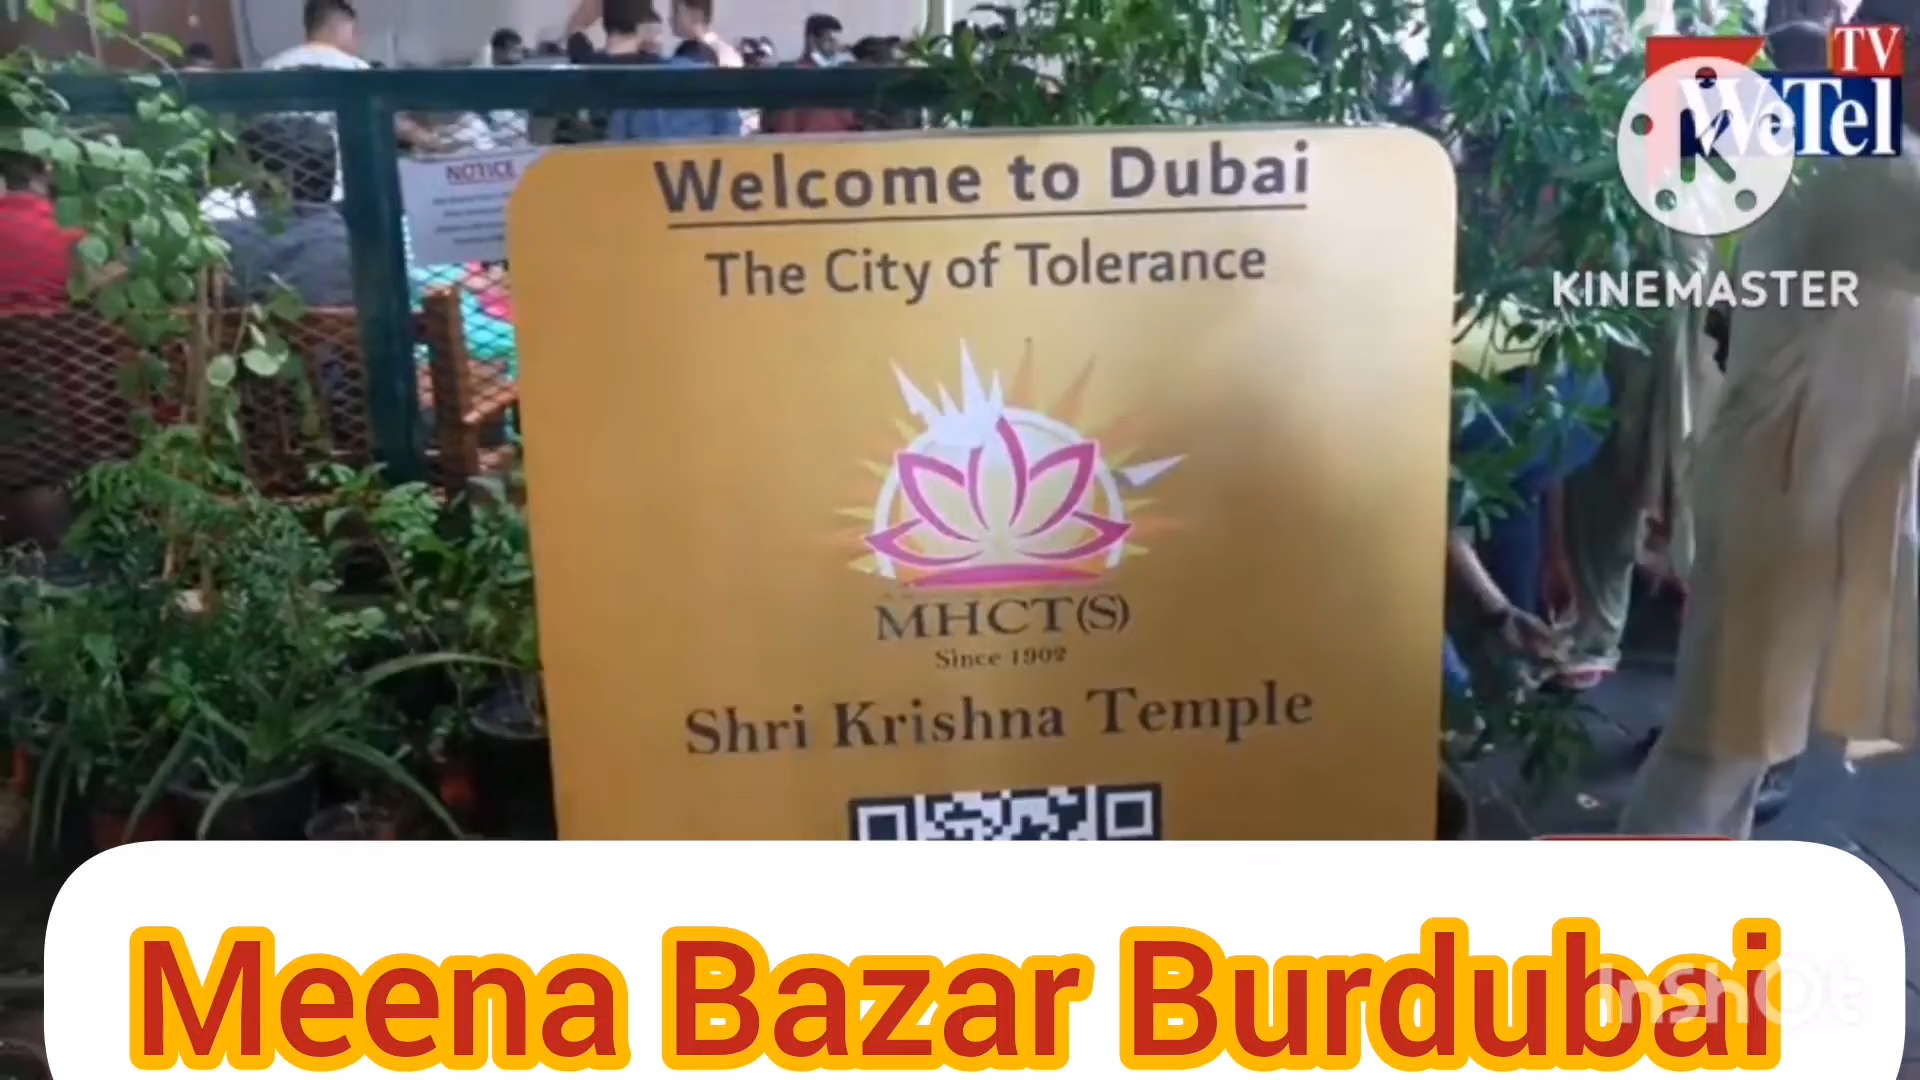 TV
WeTel
K
KINEMASTER
NOTICE
Welcome to Dubai
The City of Tolerance
MHCT(S)
Since 1902
Shri Krishna Temple
Meena Bazar Burdubai
InShOt